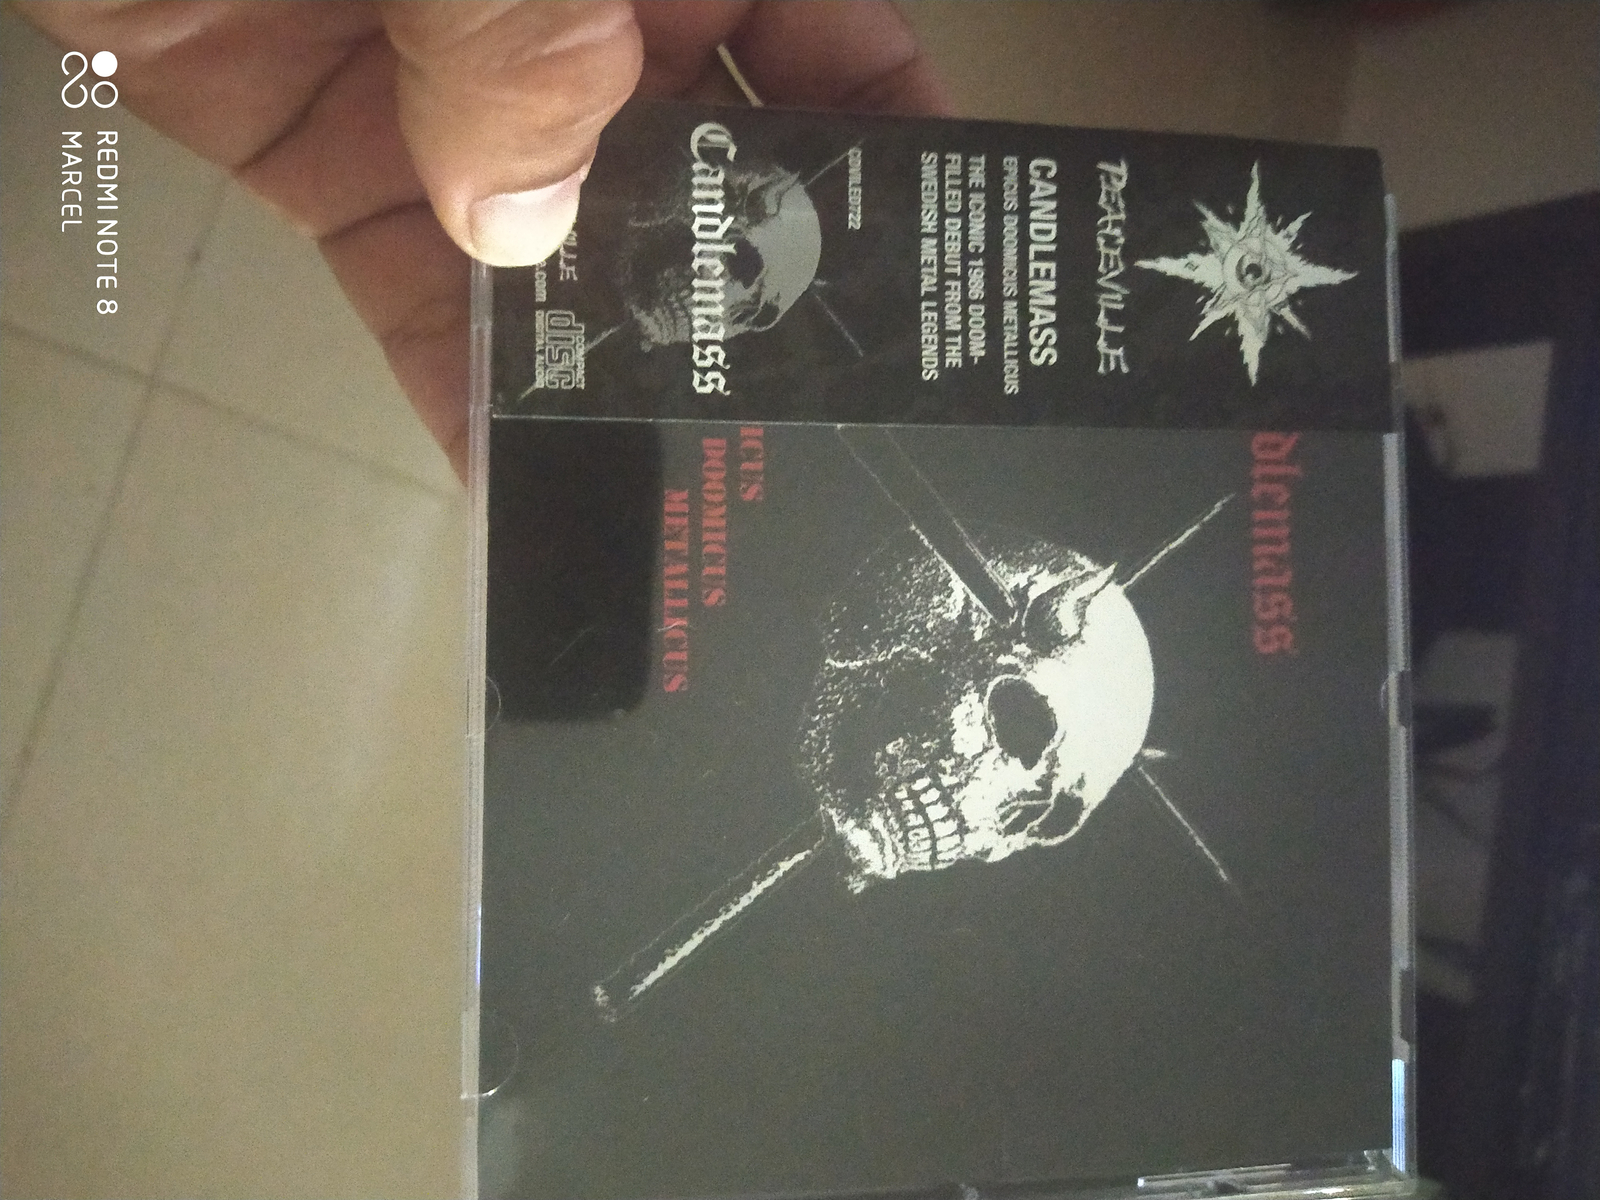 PEACEVILLE
CANDLEMASS
EPICUS DOOMICUS METALLICUS
THE ICONIC 1986 DOOM-
FILLED DEBUT FROM THE
SWEDISH METAL LEGENDS
Candlemass
disc
COMPACT
DIGITAL AUDIO
dlemass
ICUS
DOOMICUS
METALLICUS
REDMI NOTE 8
MARCEL